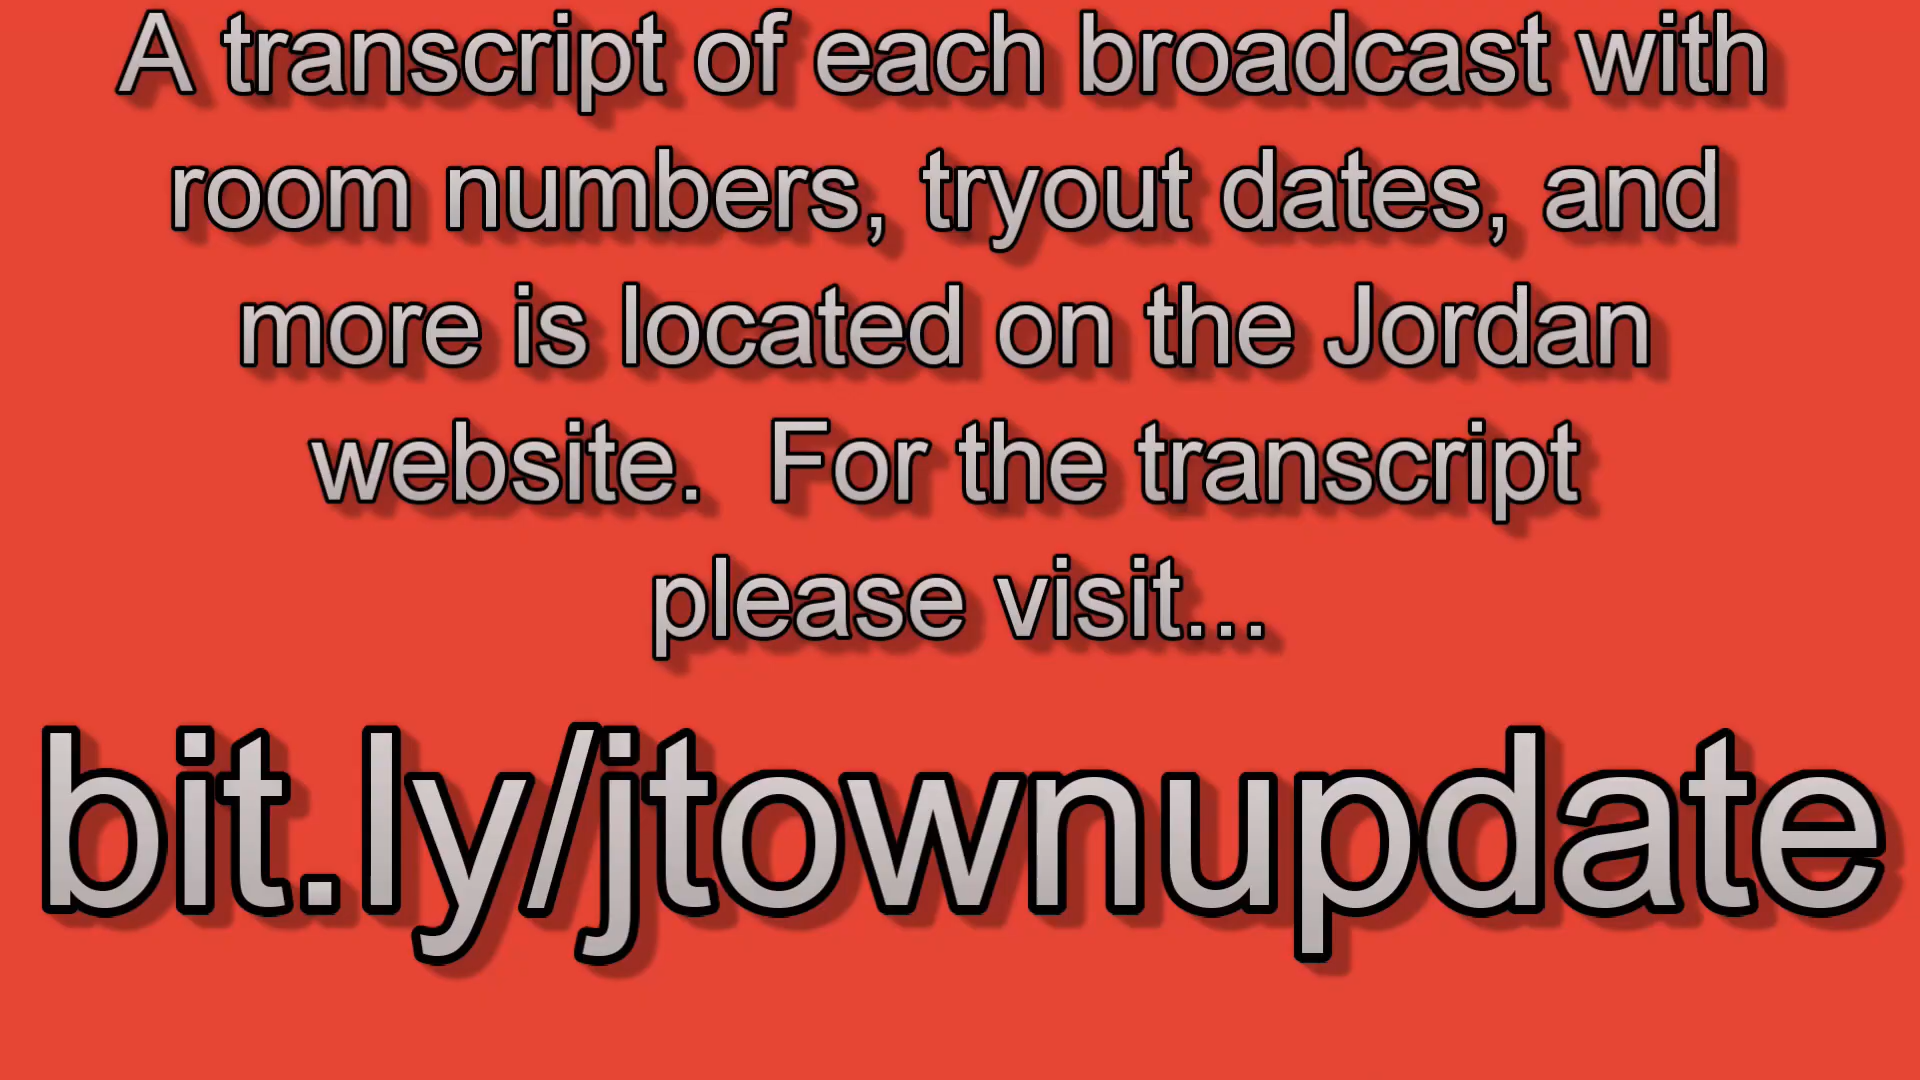 A transcript of each broadcast with
room numbers, tryout dates, and
more is located on the Jordan
website.  For the transcript
please visit...
bit.ly/jtownupdate